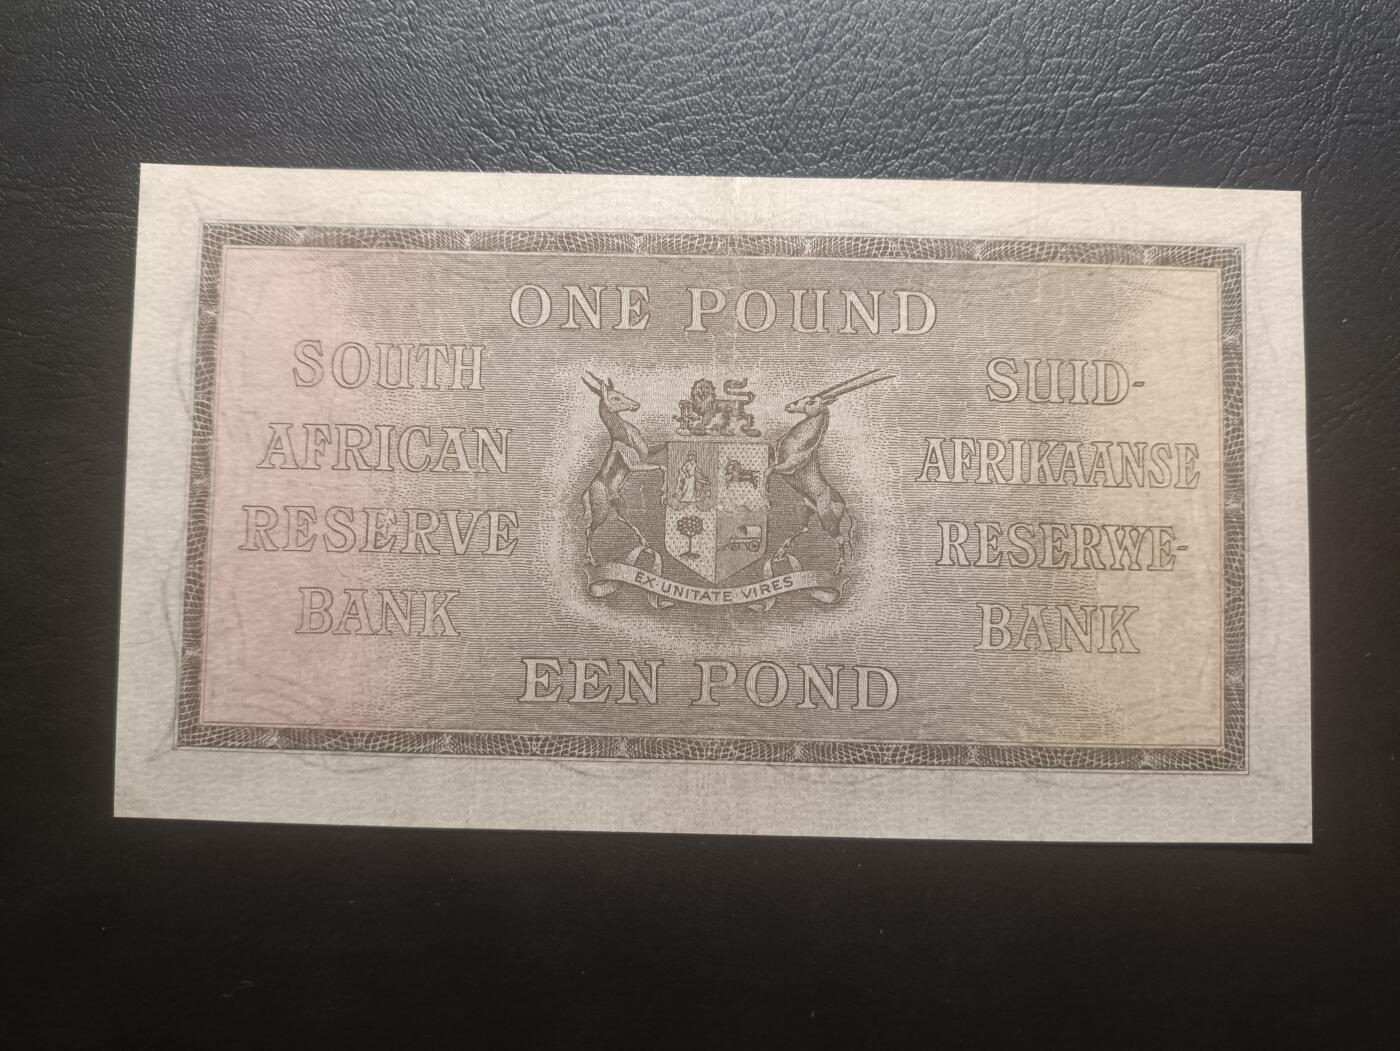 ONE POUND
SOUTH
AFRICAN
RESERVE
BANK
SUID-
AFRIKAANSE
RESERWE-
BANK
EX·UNITATE·VIRES
EEN POND